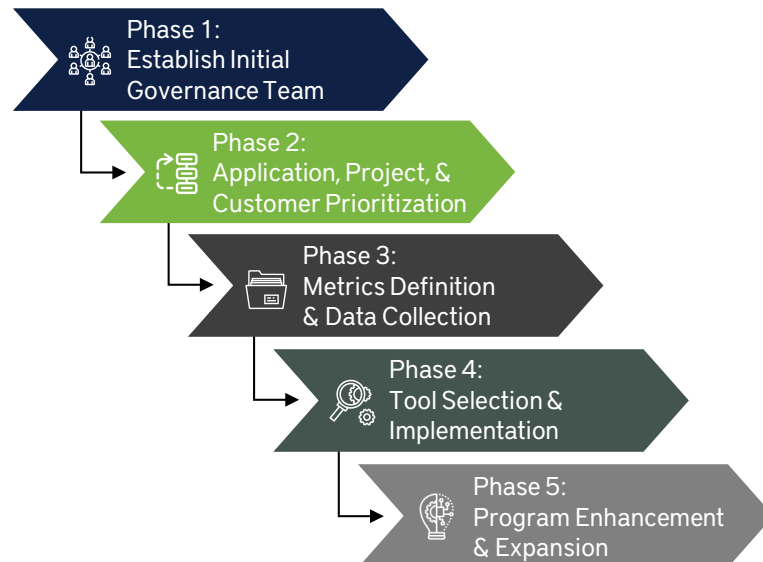 Phase 1:
Establish Initial
Governance Team
Phase 2:
Application, Project, &
Customer Prioritization
Phase 3:
Metrics Definition
& Data Collection
Phase 4:
Tool Selection &
Implementation
Phase 5:
Program Enhancement
& Expansion